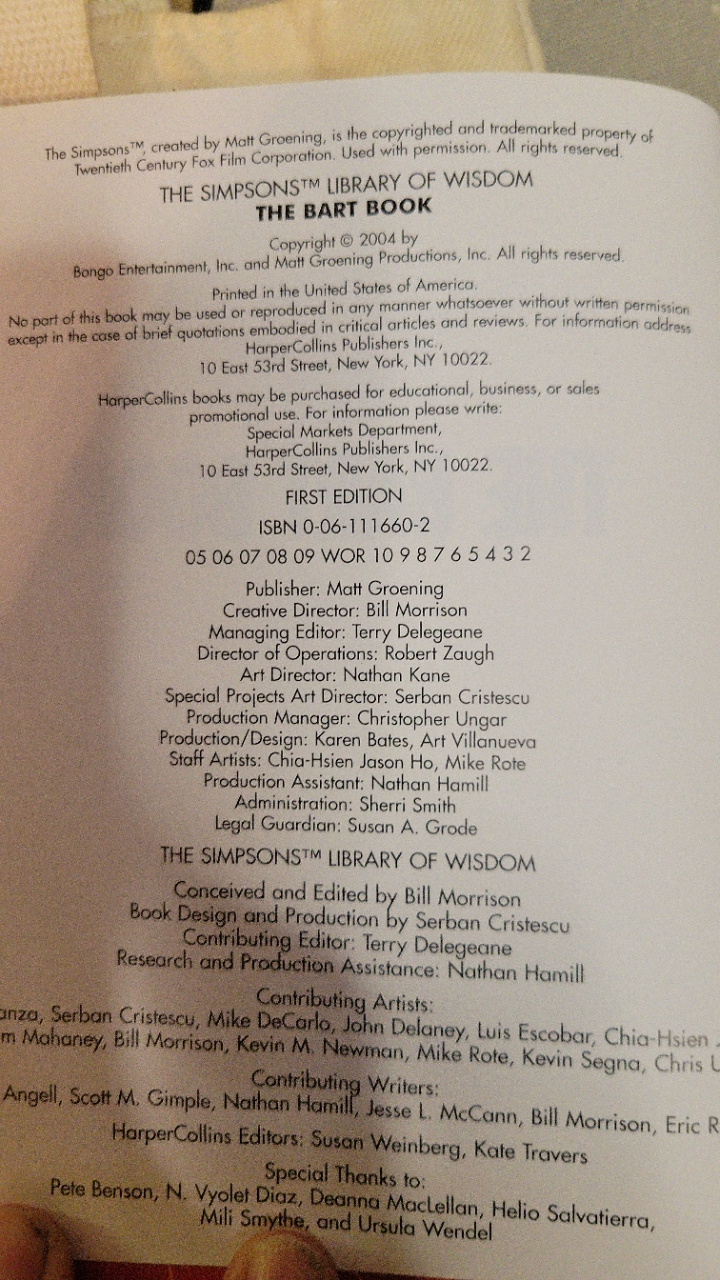 The Simpsons™, created by Matt Groening, is the copyrighted and trademarked property of
Twentieth Century Fox Film Corporation. Used with permission. All rights reserved.
THE SIMPSONS™ LIBRARY OF WISDOM
THE BART BOOK
Copyright © 2004 by
Bongo Entertainment, Inc. and Matt Groening Productions, Inc. All rights reserved.
Printed in the United States of America.
No part of this book may be used or reproduced in any manner whatsoever without written permission
except in the case of brief quotations embodied in critical articles and reviews. For information address
HarperCollins Publishers Inc.,
10 East 53rd Street, New York, NY 10022.
HarperCollins books may be purchased for educational, business, or sales
promotional use. For information please write:
Special Markets Department,
HarperCollins Publishers Inc.,
10 East 53rd Street, New York, NY 10022.
FIRST EDITION
ISBN 0-06-111660-2
05 06 07 08 09 WOR 10 9 8 7 6 5 4 3 2
Publisher: Matt Groening
Creative Director: Bill Morrison
Managing Editor: Terry Delegeane
Director of Operations: Robert Zaugh
Art Director: Nathan Kane
Special Projects Art Director: Serban Cristescu
Production Manager: Christopher Ungar
Production/Design: Karen Bates, Art Villanueva
Staff Artists: Chia-Hsien Jason Ho, Mike Rote
Production Assistant: Nathan Hamill
Administration: Sherri Smith
Legal Guardian: Susan A. Grode
THE SIMPSONS™ LIBRARY OF WISDOM
Conceived and Edited by Bill Morrison
Book Design and Production by Serban Cristescu
Contributing Editor: Terry Delegeane
Research and Production Assistance: Nathan Hamill
Contributing Artists:
anza, Serban Cristescu, Mike DeCarlo, John Delaney, Luis Escobar, Chia-Hsien
m Mahaney, Bill Morrison, Kevin M. Newman, Mike Rote, Kevin Segna, Chris U
Contributing Writers:
Angell, Scott M. Gimple, Nathan Hamill, Jesse L. McCann, Bill Morrison, Eric R
HarperCollins Editors: Susan Weinberg, Kate Travers
Special Thanks to:
Pete Benson, N. Vyolet Diaz, Deanna MacLellan, Helio Salvatierra,
Mili Smythe, and Ursula Wendel